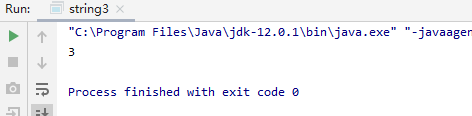 Run: string3
"C:\Program Files\Java\jdk-12.0.1\bin\java.exe" "-javaagen
3
Process finished with exit code 0